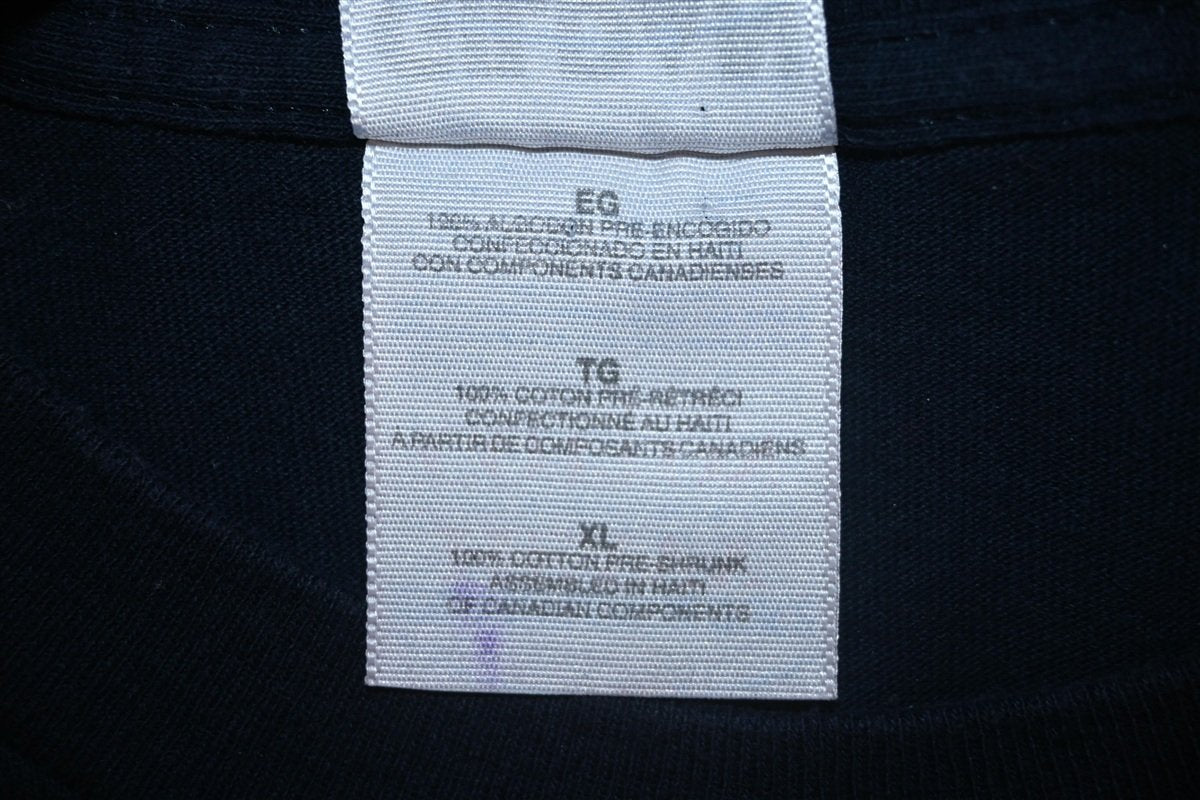 EG
100% ALGODON PRE-ENCOGIDO
CONFECCIONADO EN HAITI
CON COMPONENTS CANADIENSES
TG
100% COTON PRÉ-RÉTRÉCI
CONFECTIONNÉ AU HAITI
À PARTIR DE COMPOSANTS CANADIENS
XL
100% COTTON PRE-SHRUNK
ASSEMBLED IN HAITI
OF CANADIAN COMPONENTS